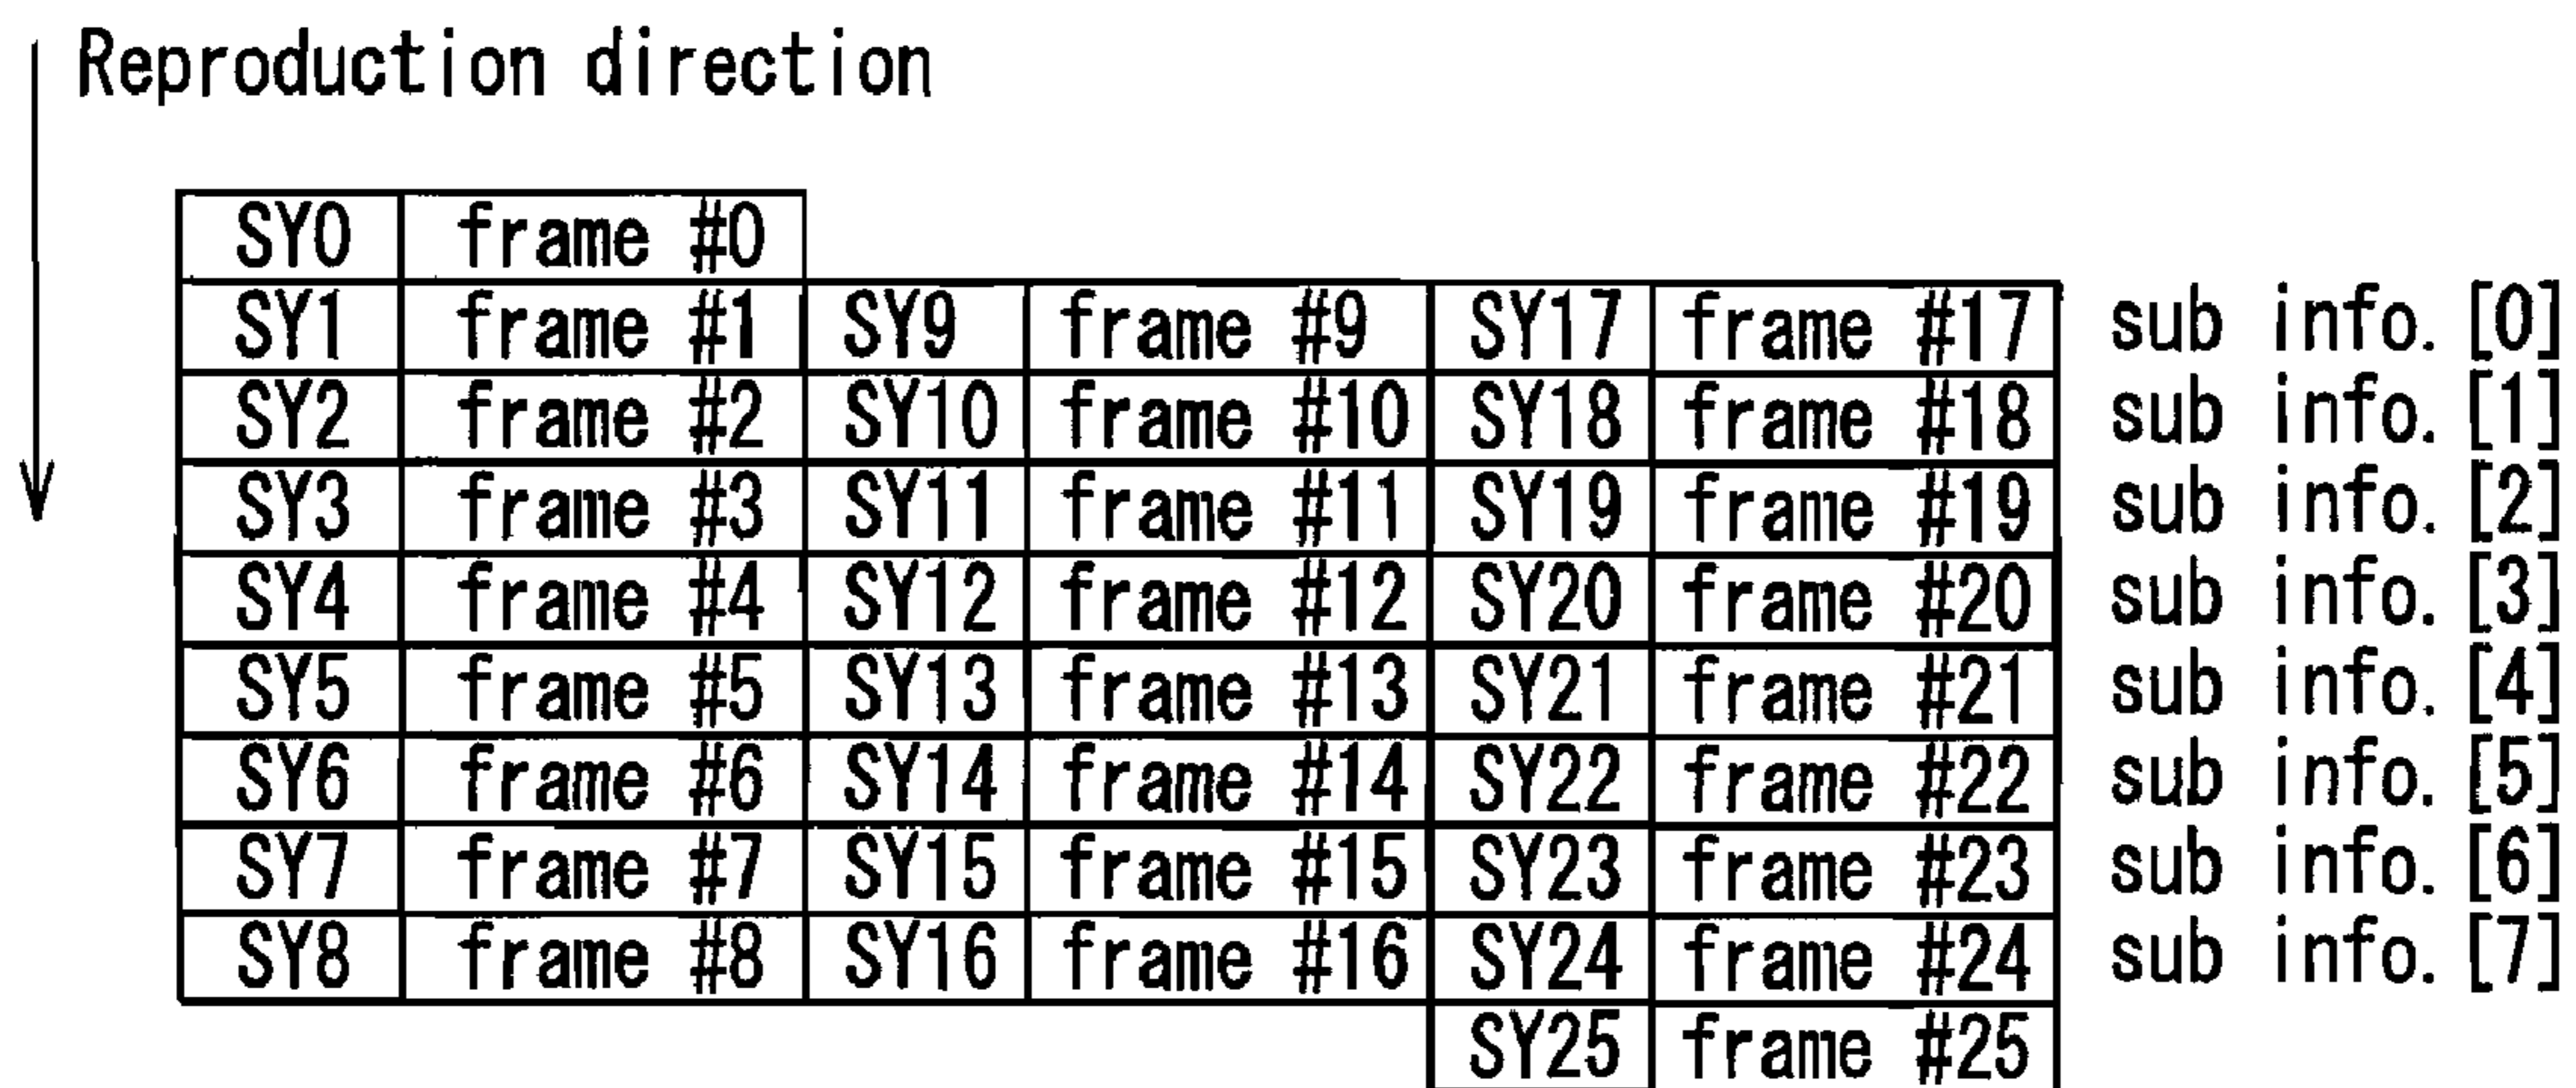 Reproduction direction
SY0 frame #0
SY1 frame #1 SY9 frame #9 SY17 frame #17 sub info.[0]
SY2 frame #2 SY10 frame #10 SY18 frame #18 sub info.[1]
SY3 frame #3 SY11 frame #11 SY19 frame #19 sub info.[2]
SY4 frame #4 SY12 frame #12 SY20 frame #20 sub info.[3]
SY5 frame #5 SY13 frame #13 SY21 frame #21 sub info.[4]
SY6 frame #6 SY14 frame #14 SY22 frame #22 sub info.[5]
SY7 frame #7 SY15 frame #15 SY23 frame #23 sub info.[6]
SY8 frame #8 SY16 frame #16 SY24 frame #24 sub info.[7]
SY25 frame #25